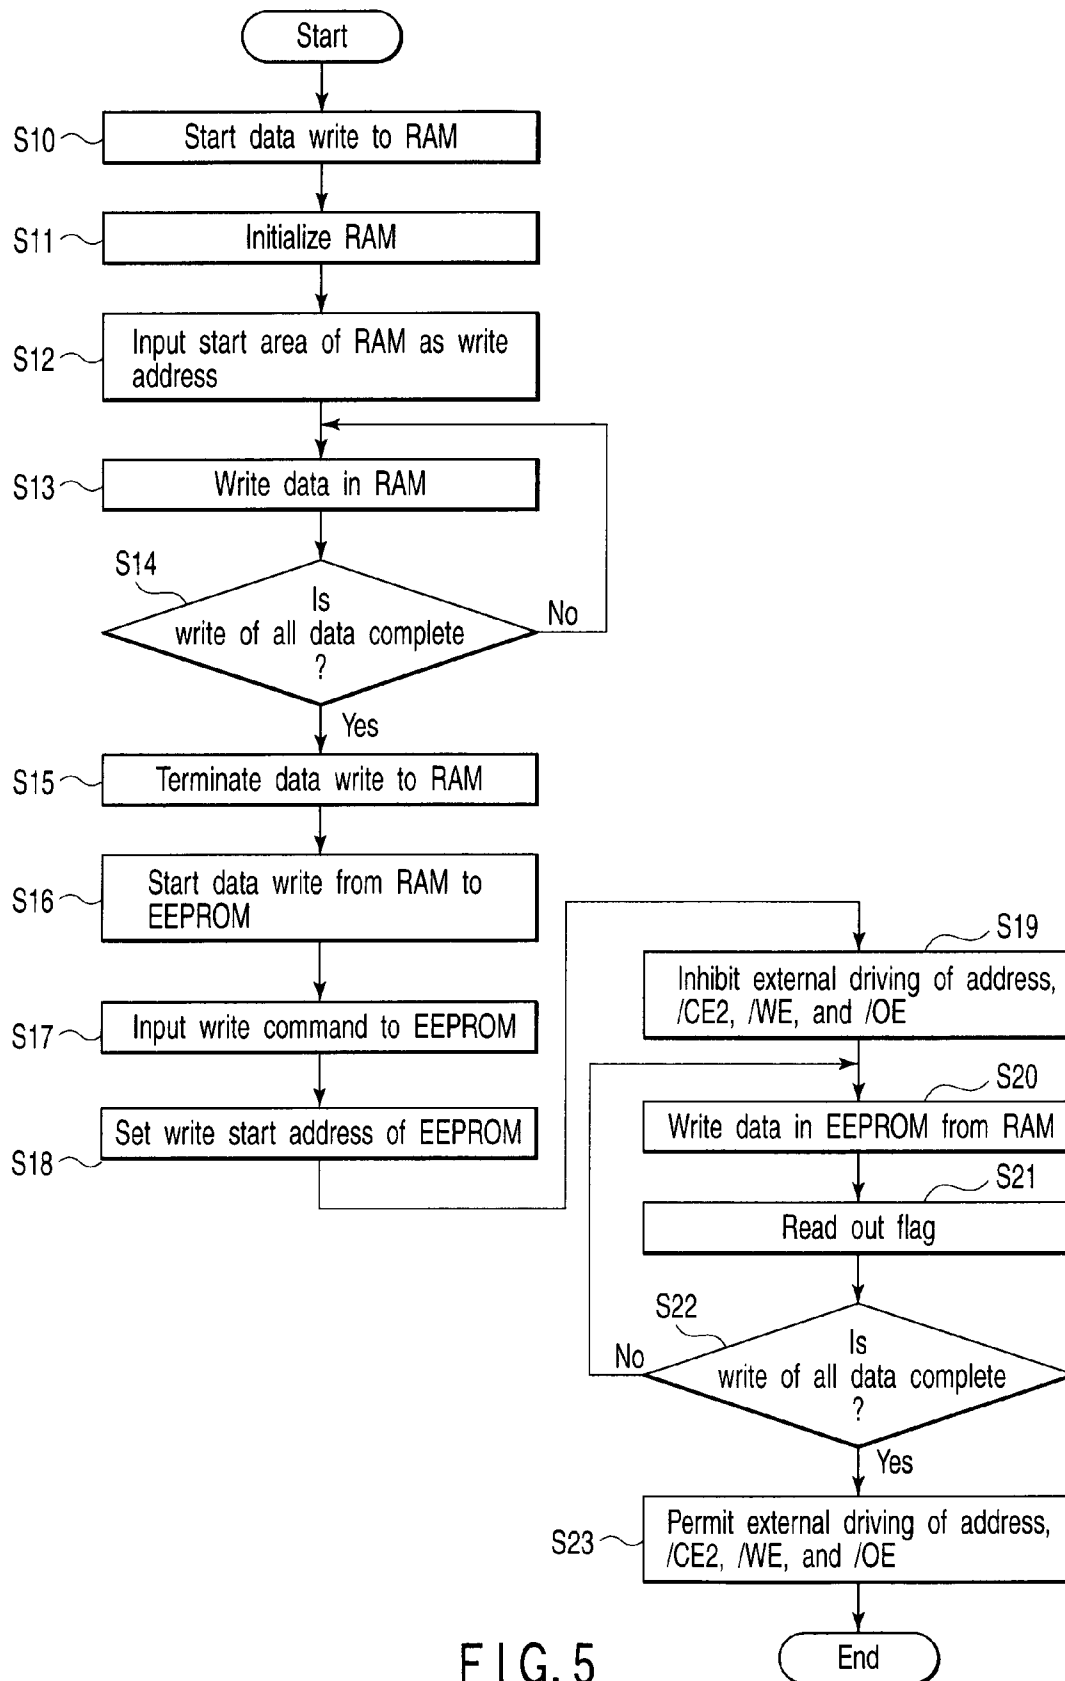 Start
S10
Start data write to RAM
S11
Initialize RAM
S12
Input start area of RAM as write
address
S13
Write data in RAM
S14
Is
write of all data complete
?
No
Yes
S15
Terminate data write to RAM
S16
Start data write from RAM to
EEPROM
S17
Input write command to EEPROM
S18
Set write start address of EEPROM
S19
Inhibit external driving of address,
/CE2, /WE, and /OE
S20
Write data in EEPROM from RAM
S21
Read out flag
S22
Is
write of all data complete
?
No
Yes
S23
Permit external driving of address,
/CE2, /WE, and /OE
End
FIG. 5